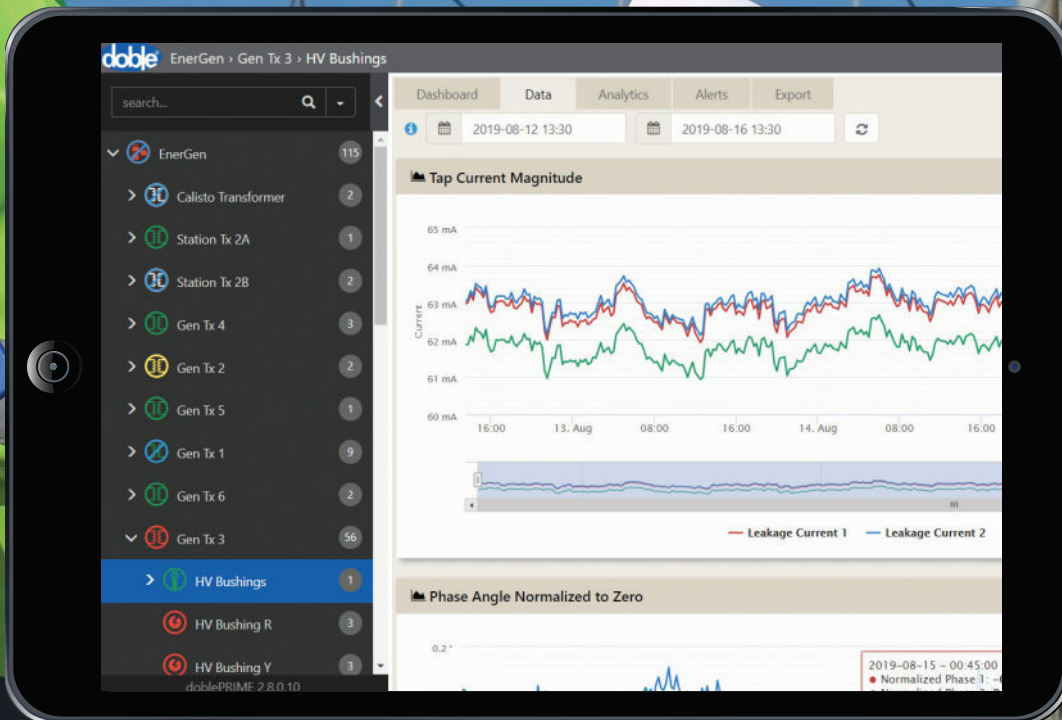 doble EnerGen › Gen Tx 3 › HV Bushings
search...
EnerGen 115
Calisto Transformer 2
Station Tx 2A 1
Station Tx 2B 2
Gen Tx 4 3
Gen Tx 2 2
Gen Tx 5 1
Gen Tx 1 9
Gen Tx 6 2
Gen Tx 3 56
HV Bushings 1
HV Bushing R 3
HV Bushing Y 3
doblePRIME 2.8.0.10
Dashboard Data Analytics Alerts Export
2019-08-12 13:30 2019-08-16 13:30
Tap Current Magnitude
Current
65 mA
64 mA
63 mA
62 mA
61 mA
60 mA
16:00 13. Aug 08:00 16:00 14. Aug 08:00 16:00
Leakage Current 1 Leakage Current 2
Phase Angle Normalized to Zero
0.2 °
2019-08-15 - 00:45:00
Normalized Phase 1: